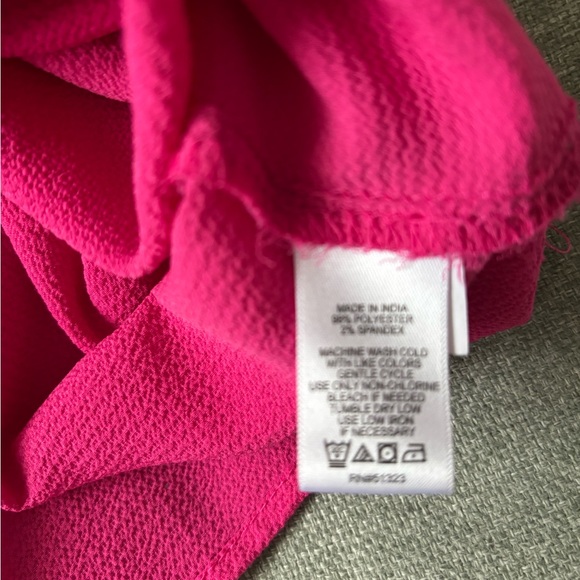 MADE IN INDIA
98% POLYESTER
2% SPANDEX
MACHINE WASH COLD
WITH LIKE COLORS
GENTLE CYCLE
USE ONLY NON-CHLORINE
BLEACH IF NEEDED
TUMBLE DRY LOW
USE LOW IRON
IF NECESSARY
RN#51323